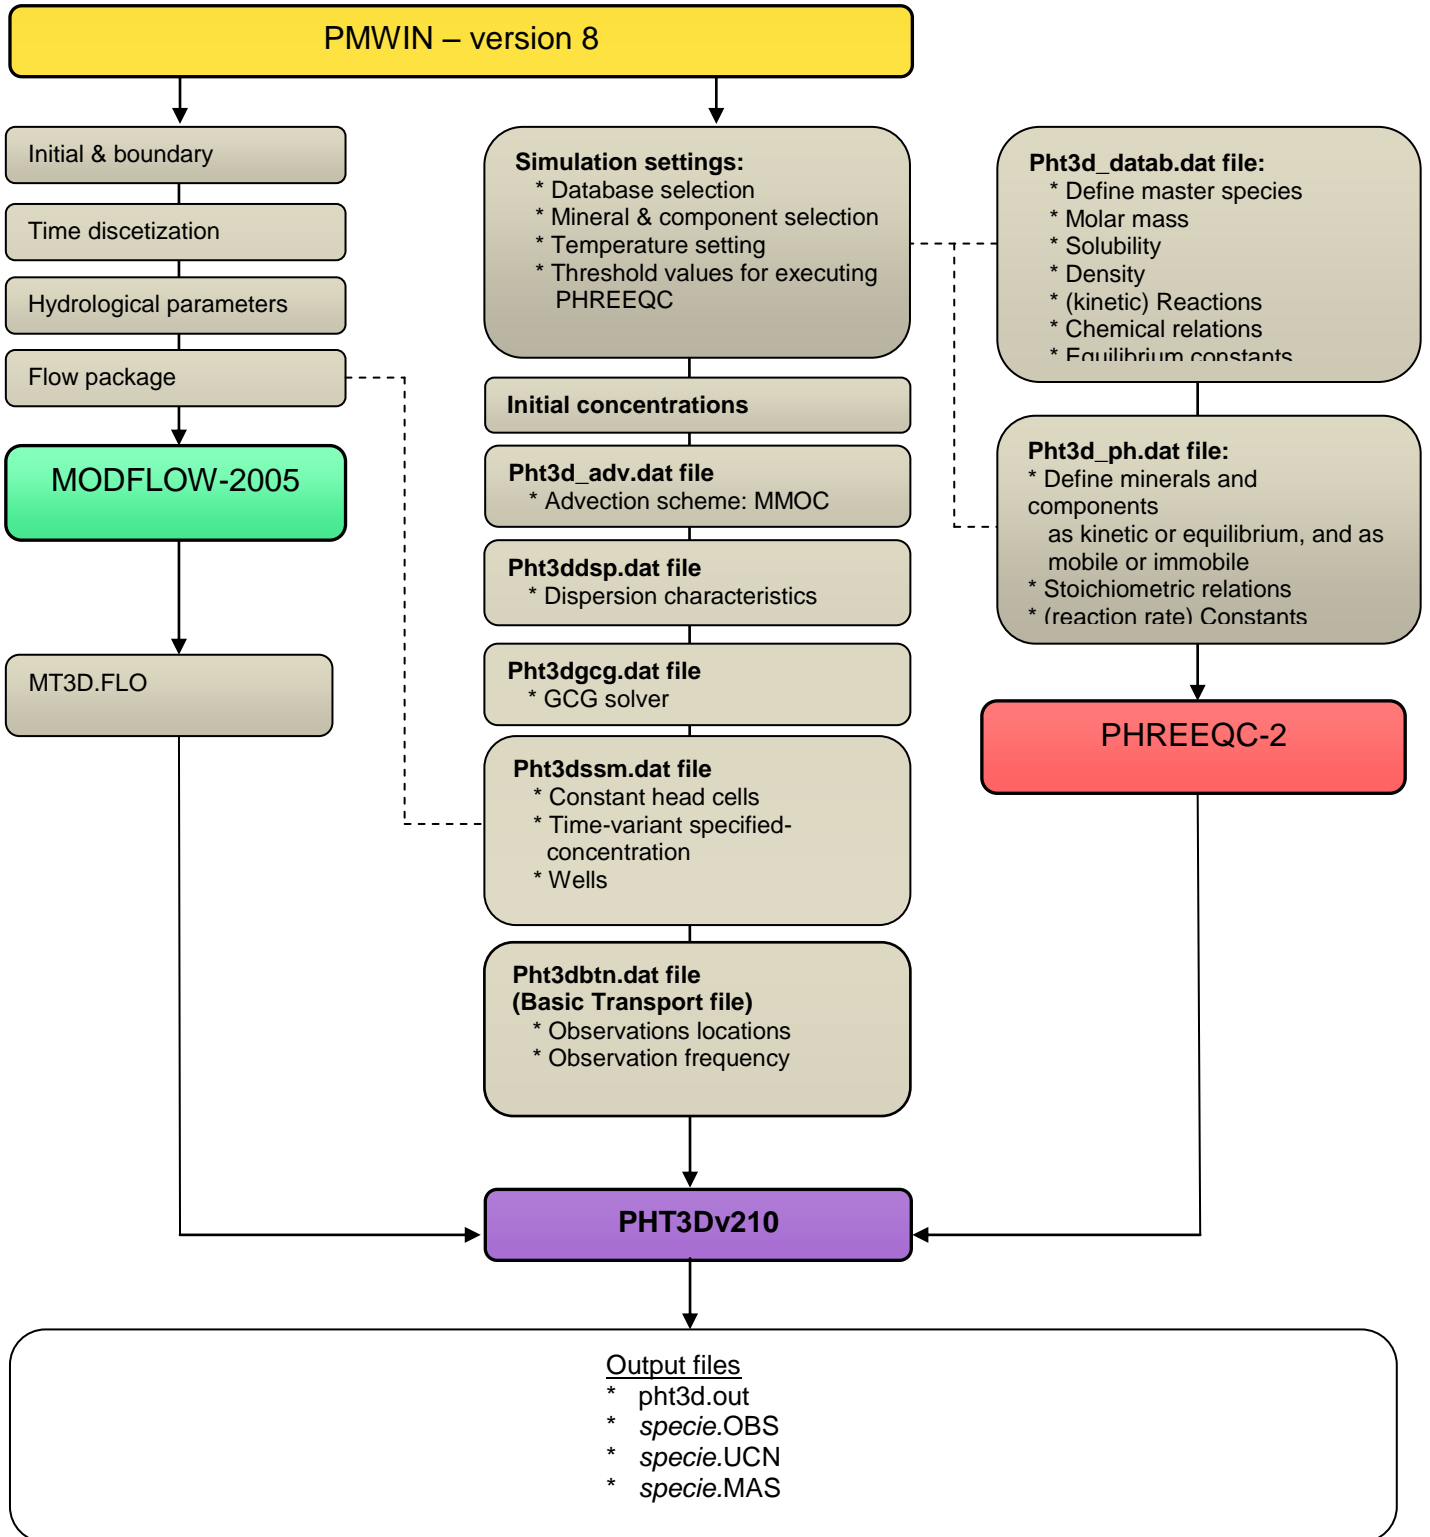 PMWIN – version 8
Initial & boundary
Time discetization
Hydrological parameters
Flow package
MODFLOW-2005
MT3D.FLO
Simulation settings:
* Database selection
* Mineral & component selection
* Temperature setting
* Threshold values for executing
PHREEQC
Initial concentrations
Pht3d_adv.dat file
* Advection scheme: MMOC
Pht3ddsp.dat file
* Dispersion characteristics
Pht3dgcg.dat file
* GCG solver
Pht3dssm.dat file
* Constant head cells
* Time-variant specified-
concentration
* Wells
Pht3dbtn.dat file
(Basic Transport file)
* Observations locations
* Observation frequency
Pht3d_datab.dat file:
* Define master species
* Molar mass
* Solubility
* Density
* (kinetic) Reactions
* Chemical relations
* Equilibrium constants
Pht3d_ph.dat file:
* Define minerals and
components
as kinetic or equilibrium, and as
mobile or immobile
* Stoichiometric relations
* (reaction rate) Constants
PHREEQC-2
PHT3Dv210
Output files
* pht3d.out
* specie.OBS
* specie.UCN
* specie.MAS